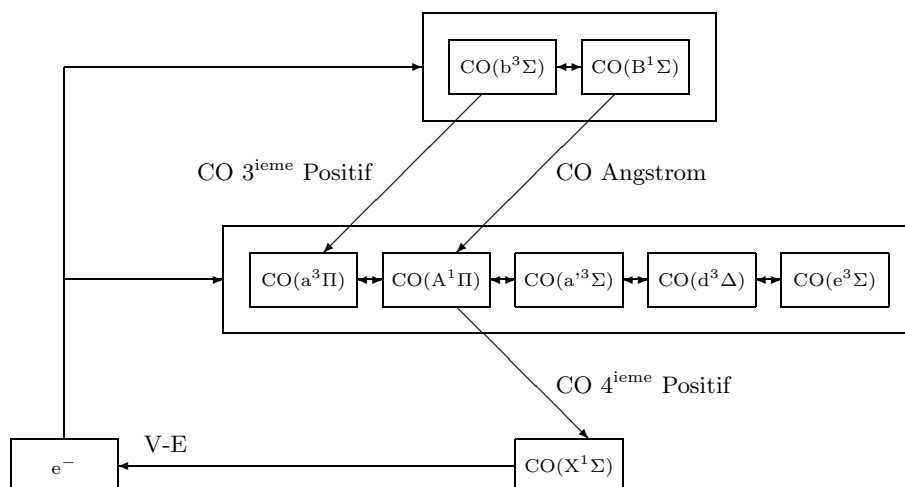 CO(b³Σ) CO(B¹Σ)
CO 3ieme Positif CO Angstrom
CO(a³Π) CO(A¹Π) CO(a'³Σ) CO(d³Δ) CO(e³Σ)
CO 4ieme Positif
V-E
e⁻ CO(X¹Σ)